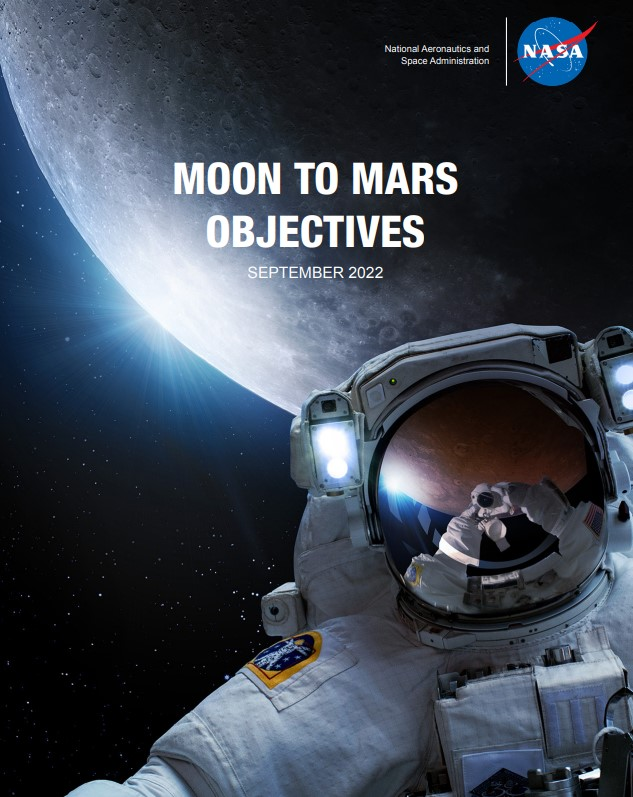 National Aeronautics and
Space Administration
NASA
MOON TO MARS
OBJECTIVES
SEPTEMBER 2022